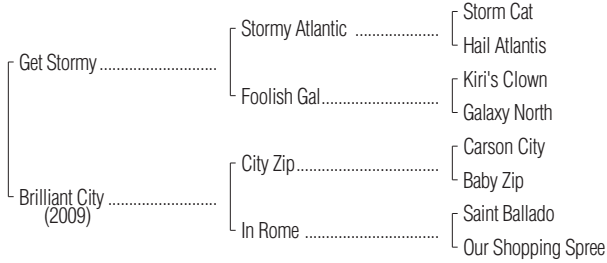 Storm Cat
Stormy Atlantic ..................
Hail Atlantis
Get Stormy .........................
Kiri's Clown
Foolish Gal .........................
Galaxy North
Carson City
City Zip ..............................
Baby Zip
Brilliant City .......................
(2009)
Saint Ballado
In Rome .............................
Our Shopping Spree